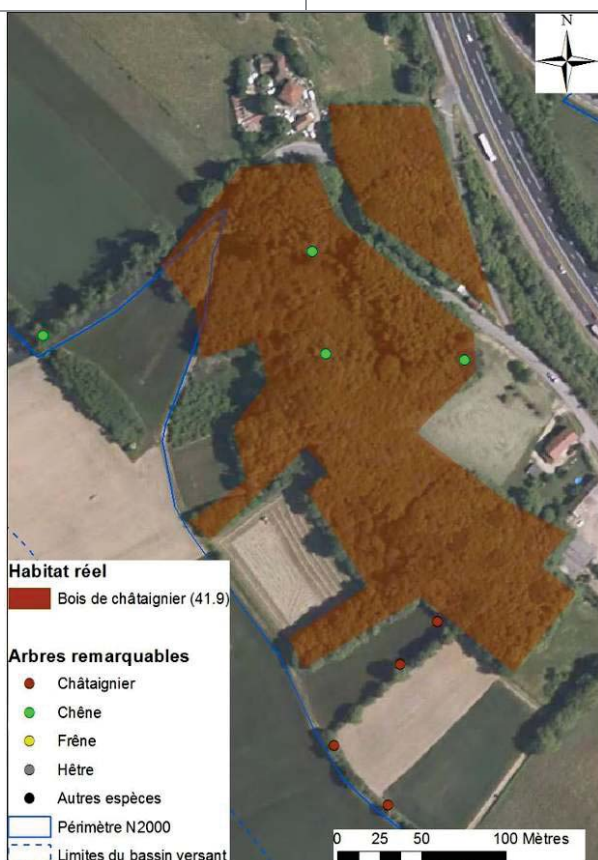 N
Habitat réel
Bois de châtaignier (41.9)
Arbres remarquables
Châtaignier
Chêne
Frêne
Hêtre
Autres espèces
Périmètre N2000
Limites du bassin versant
0 25 50 100 Mètres